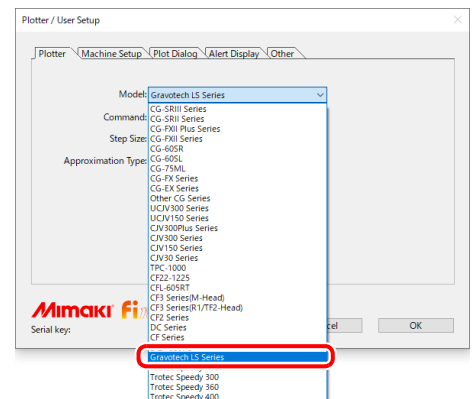 Plotter / User Setup
Plotter Machine Setup Plot Dialog Alert Display Other
Model: Gravotech LS Series
Command:
Step Size:
Approximation Type:
CG-SRIII Series
CG-SRII Series
CG-FXII Plus Series
CG-FXII Series
CG-60SR
CG-60SL
CG-75ML
CG-FX Series
CG-EX Series
Other CG Series
UCJV300 Series
UCJV150 Series
CJV300Plus Series
CJV300 Series
CJV150 Series
CJV30 Series
TPC-1000
CF22-1225
CFL-605RT
CF3 Series(M-Head)
CF3 Series(R1/TF2-Head)
CF2 Series
DC Series
CF Series
Gravotech LS Series
Trotec Speedy 300
Trotec Speedy 360
Trotec Speedy 400
Mimaki Fi
Serial key:
cel OK